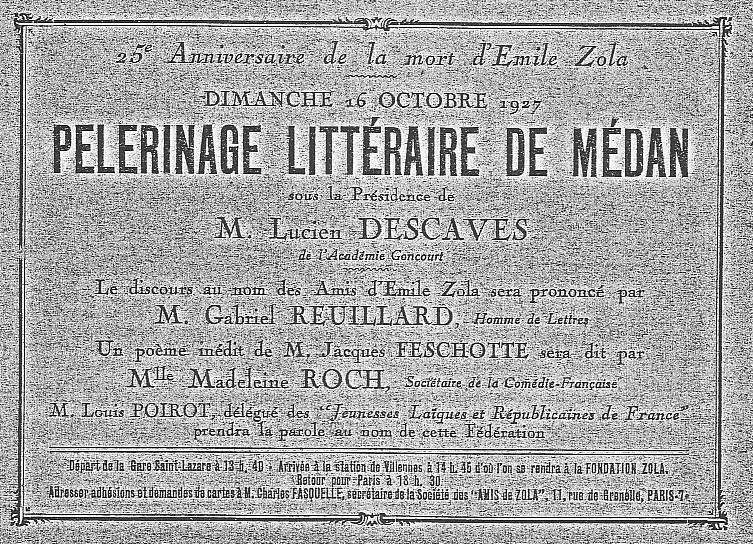 25e Anniversaire de la mort d'Emile Zola
DIMANCHE 16 OCTOBRE 1927
PELERINAGE LITTÉRAIRE DE MÉDAN
sous la Présidence de
M. Lucien DESCAVES
de l'Académie Goncourt
Le discours au nom des Amis d'Emile Zola sera prononcé par
M. Gabriel REUILLARD, Homme de Lettres
Un poème inédit de M. Jacques FESCHOTTE sera dit par
Mlle Madeleine ROCH, Sociétaire de la Comédie-Française
M. Louis POIROT, délégué des "Jeunesses Laïques et Républicaines de France"
prendra la parole au nom de cette Fédération
Départ de la Gare Saint-Lazare à 13 h. 40 - Arrivée à la station de Villennes à 14 h. 45 d'où l'on se rendra à la FONDATION ZOLA.
Retour pour Paris à 18 h. 30
Adresser adhésions et demandes de cartes à M. Charles FASQUELLE, secrétaire de la Société des "AMIS de ZOLA", 11, rue de Grenelle, PARIS-7e